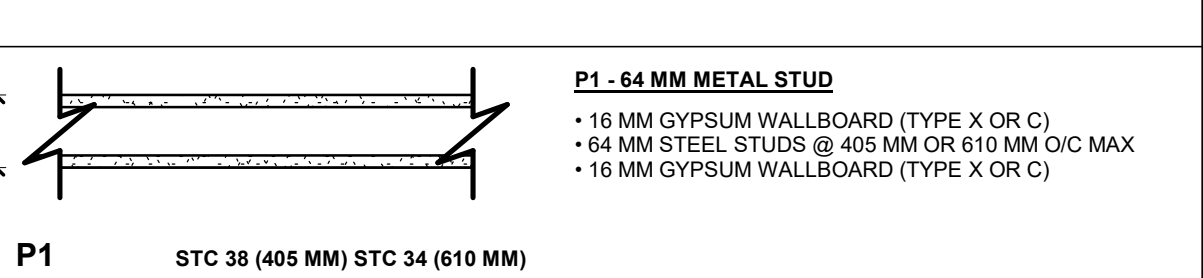 P1 - 64 MM METAL STUD
• 16 MM GYPSUM WALLBOARD (TYPE X OR C)
• 64 MM STEEL STUDS @ 405 MM OR 610 MM O/C MAX
• 16 MM GYPSUM WALLBOARD (TYPE X OR C)
P1 STC 38 (405 MM) STC 34 (610 MM)